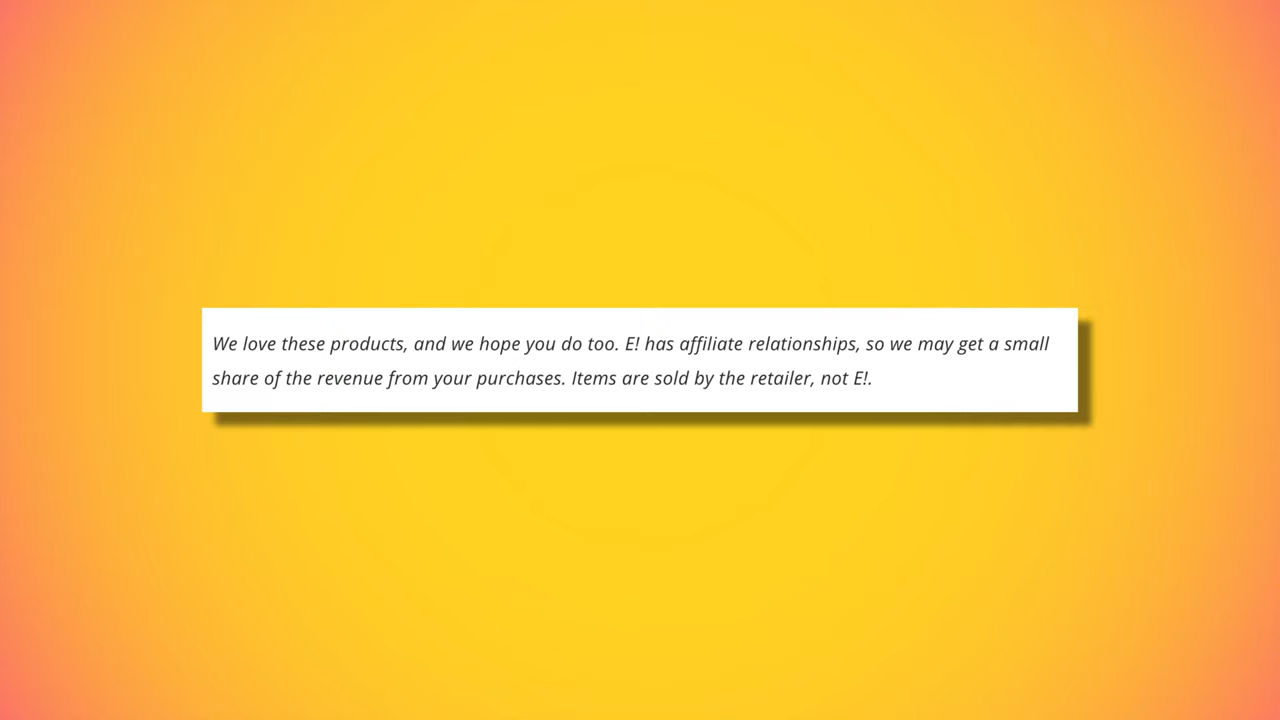 We love these products, and we hope you do too. E! has affiliate relationships, so we may get a small
share of the revenue from your purchases. Items are sold by the retailer, not E!.